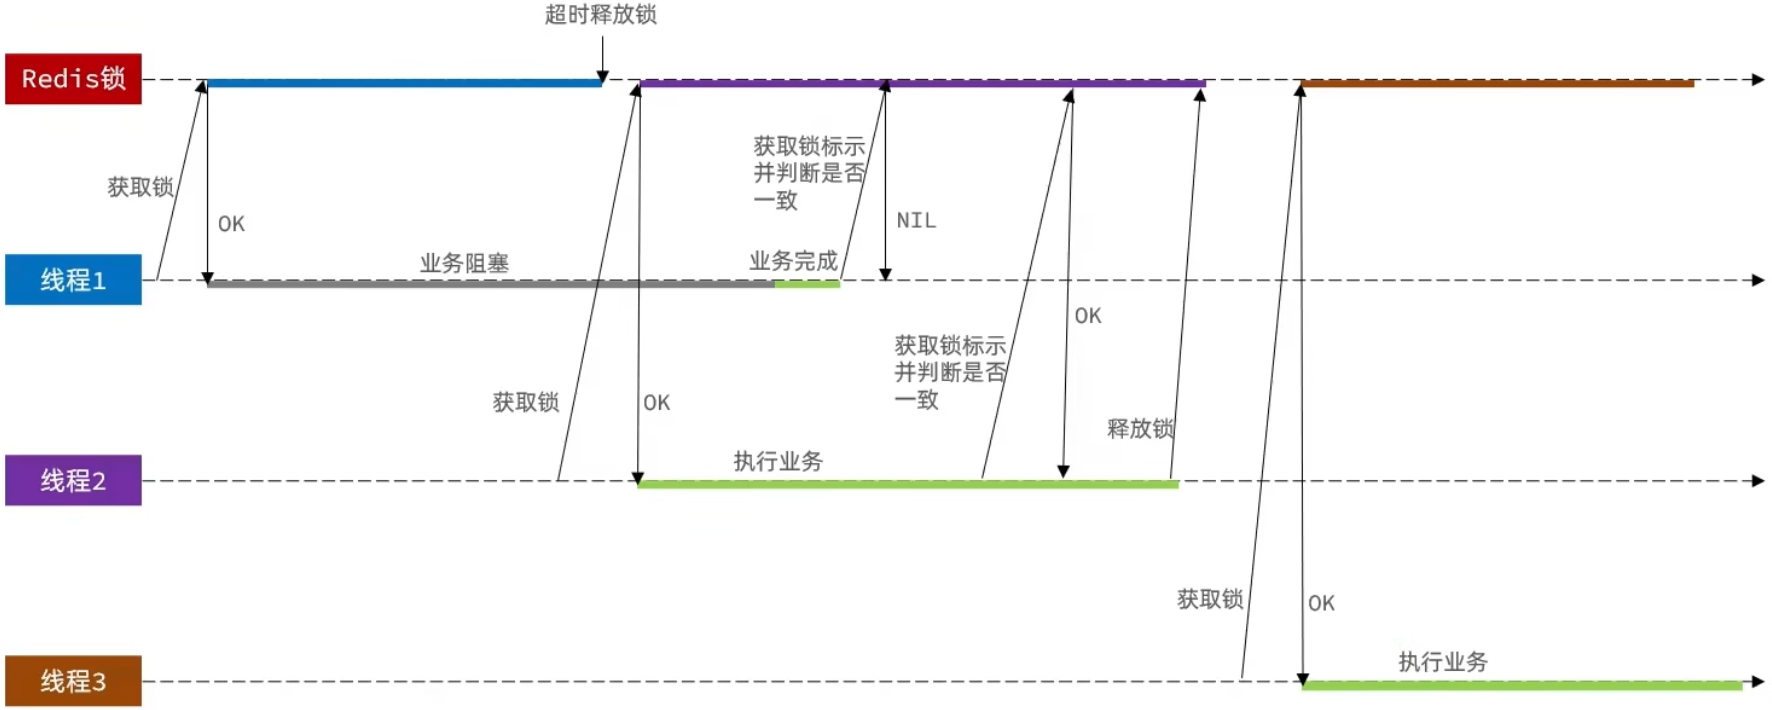 超时释放锁
Redis锁
获取锁标示
并判断是否
一致
获取锁
OK
NIL
业务阻塞
业务完成
线程1
OK
获取锁标示
并判断是否
一致
获取锁
OK
释放锁
执行业务
线程2
获取锁
OK
执行业务
线程3